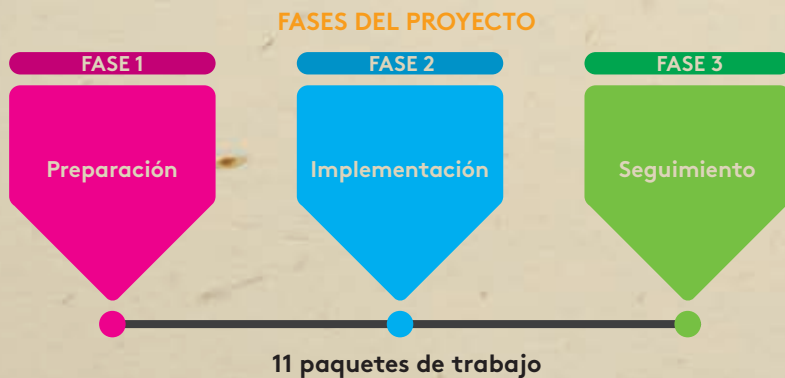 FASES DEL PROYECTO
FASE 1
FASE 2
FASE 3
Preparación
Implementación
Seguimiento
11 paquetes de trabajo